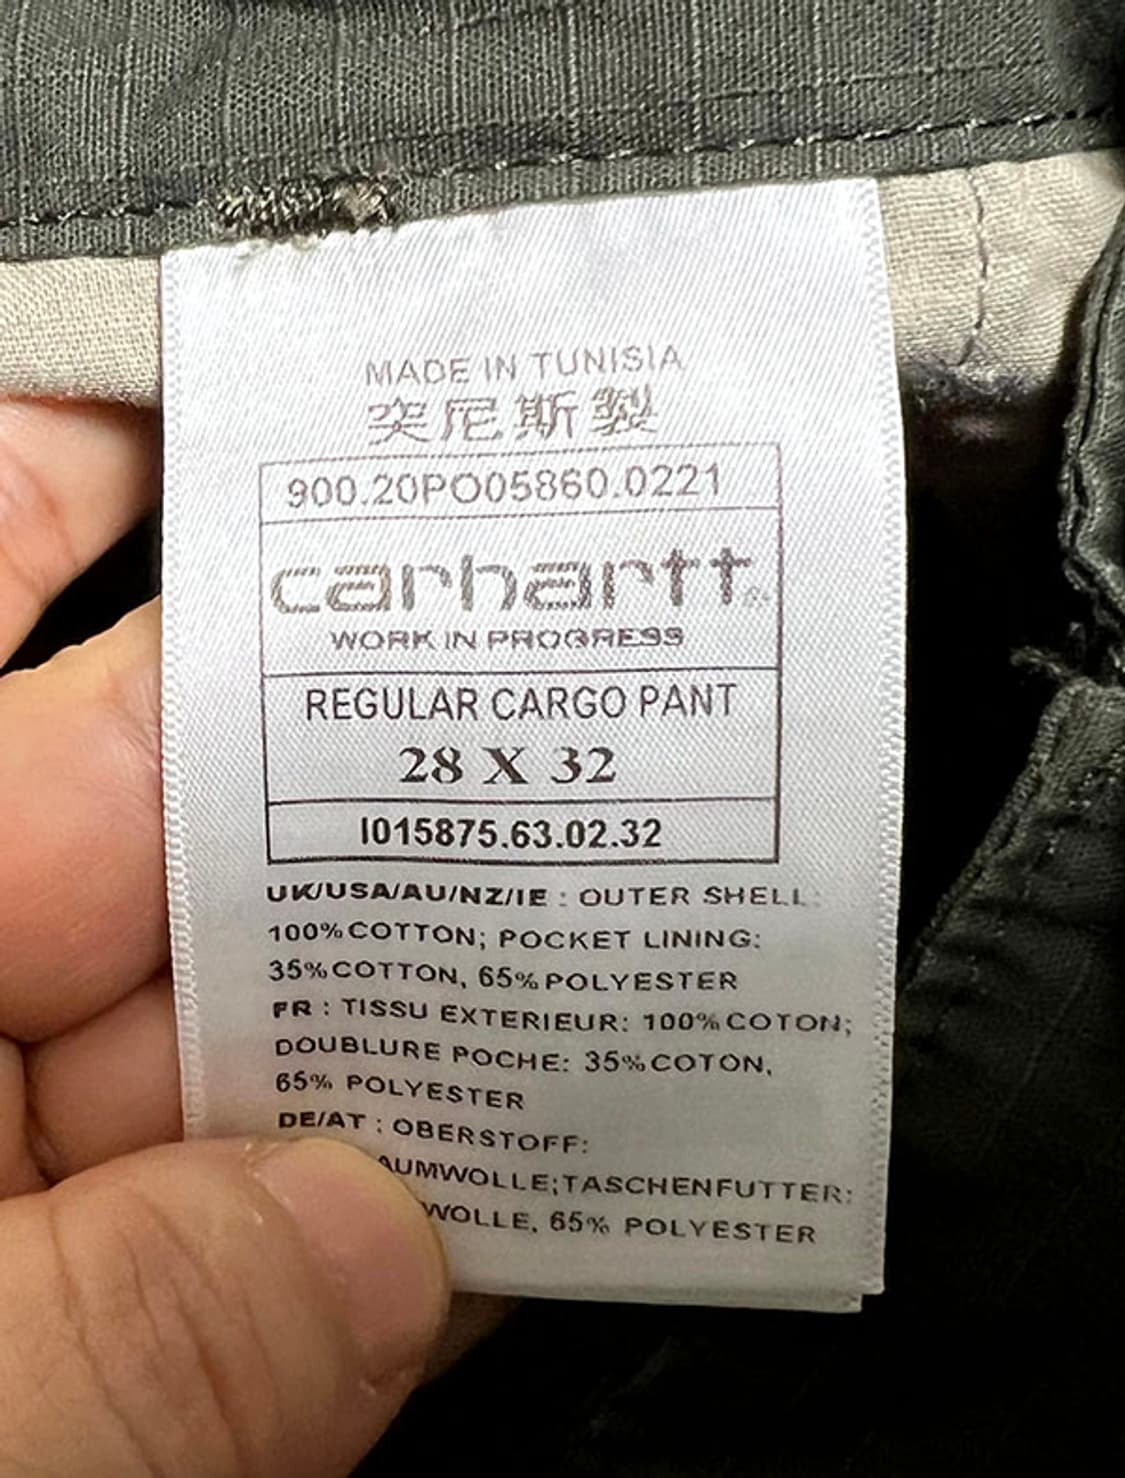 MADE IN TUNISIA
突尼斯製
900.20PO05860.0221
carhartt
WORK IN PROGRESS
REGULAR CARGO PANT
28 X 32
I015875.63.02.32
UK/USA/AU/NZ/IE : OUTER SHELL:
100% COTTON; POCKET LINING:
35% COTTON, 65% POLYESTER
FR : TISSU EXTERIEUR: 100% COTON;
DOUBLURE POCHE: 35% COTON,
65% POLYESTER
DE/AT : OBERSTOFF:
AUMWOLLE;TASCHENFUTTER:
WOLLE, 65% POLYESTER